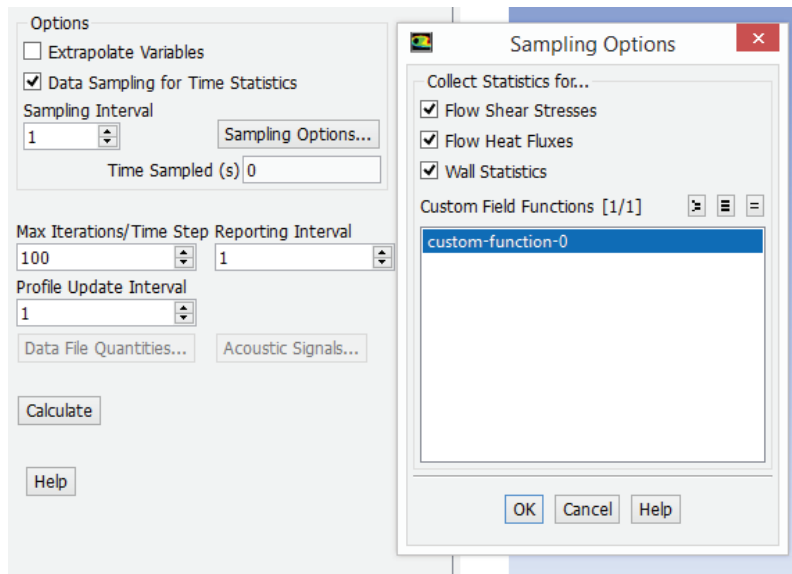 Options
Extrapolate Variables
Data Sampling for Time Statistics
Sampling Interval
1
Sampling Options...
Time Sampled (s) 0
Max Iterations/Time Step Reporting Interval
100 1
Profile Update Interval
1
Data File Quantities... Acoustic Signals...
Calculate
Help
Sampling Options
Collect Statistics for...
Flow Shear Stresses
Flow Heat Fluxes
Wall Statistics
Custom Field Functions [1/1]
custom-function-0
OK Cancel Help